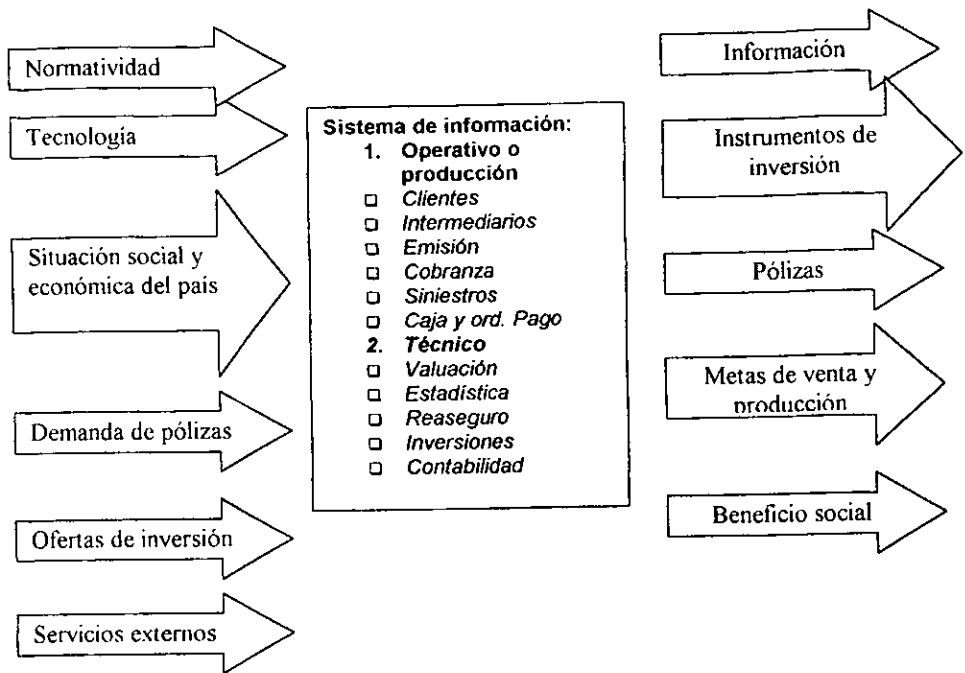 Normatividad
Tecnología
Situación social y
económica del país
Demanda de pólizas
Ofertas de inversión
Servicios externos
Sistema de información:
1. Operativo o
producción
❑ Clientes
❑ Intermediarios
❑ Emisión
❑ Cobranza
❑ Siniestros
❑ Caja y ord. Pago
2. Técnico
❑ Valuación
❑ Estadística
❑ Reaseguro
❑ Inversiones
❑ Contabilidad
Información
Instrumentos de
inversión
Pólizas
Metas de venta y
producción
Beneficio social